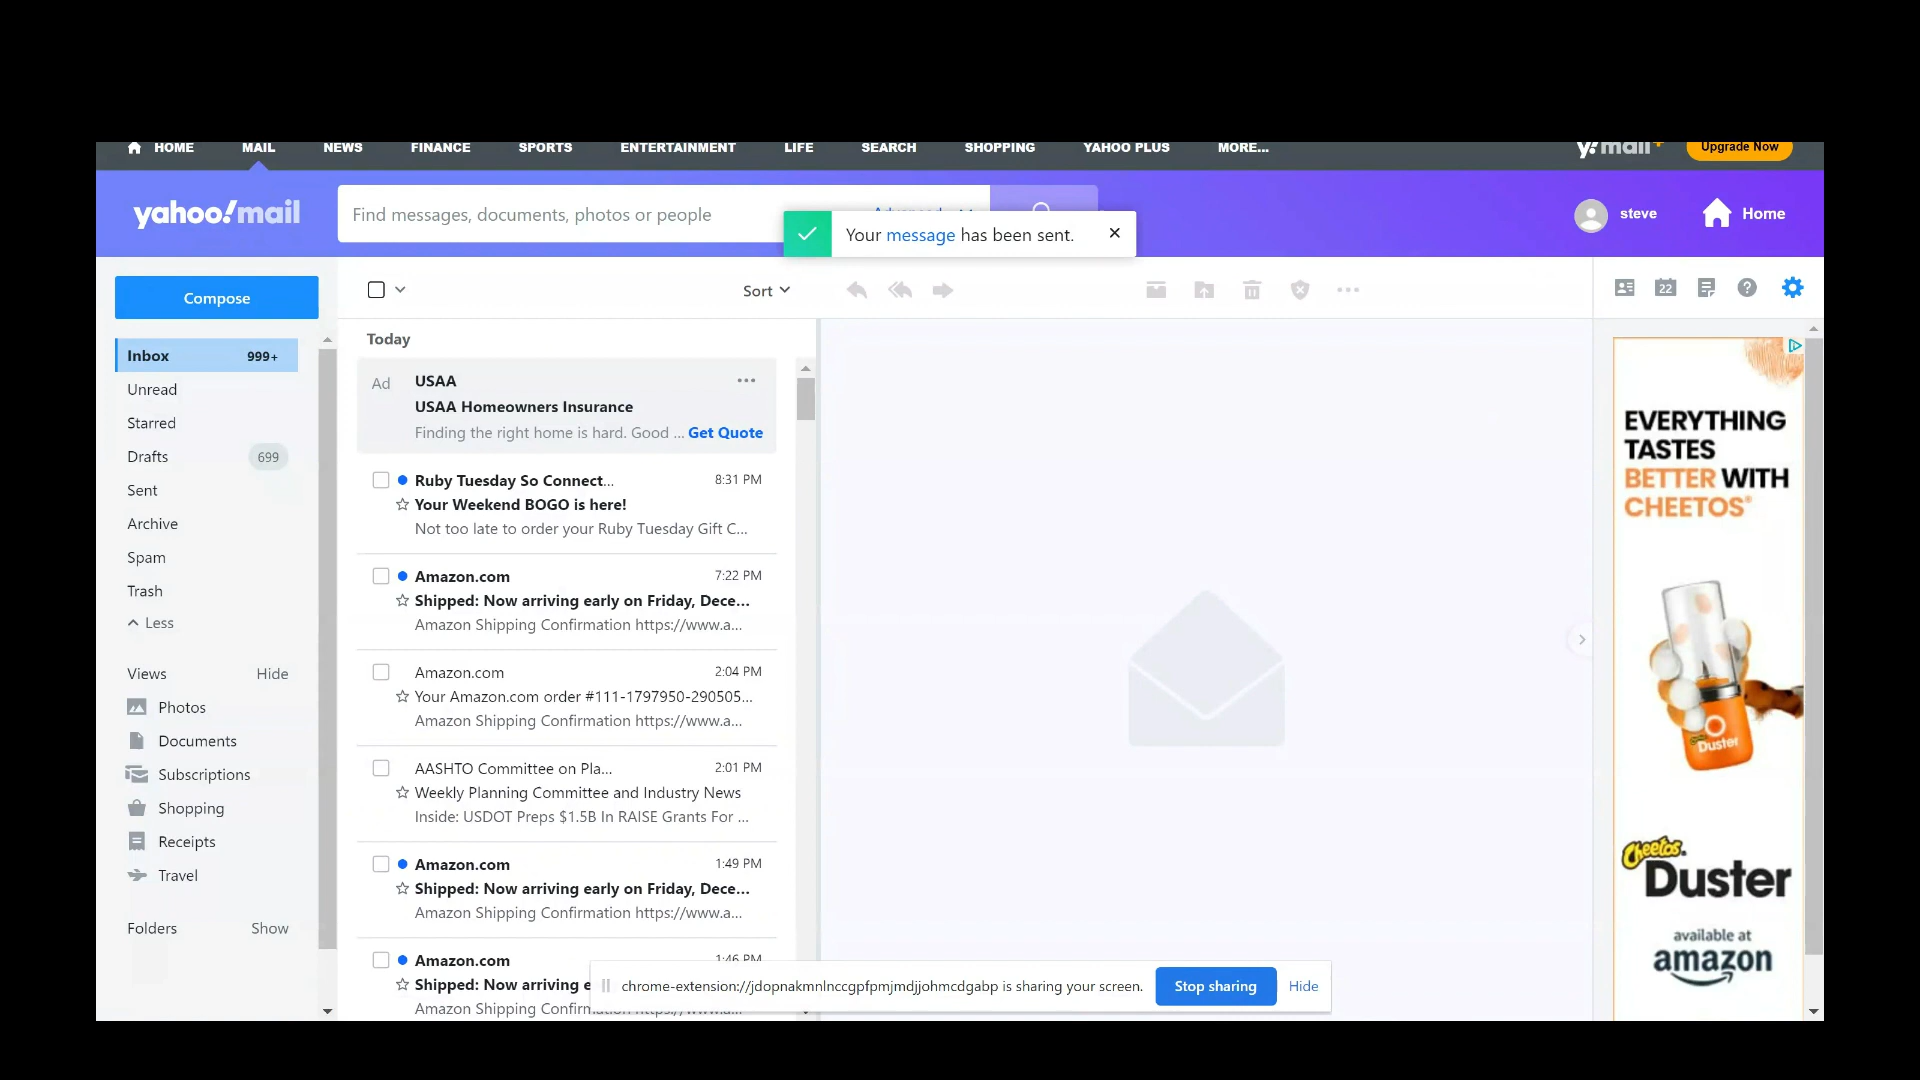 HOME MAIL NEWS FINANCE SPORTS ENTERTAINMENT LIFE SEARCH SHOPPING YAHOO PLUS MORE... y!mail+ Upgrade Now
yahoo!mail
Find messages, documents, photos or people
steve
Home
Your message has been sent.
Compose
Sort
22
Inbox 999+
Unread
Starred
Drafts 699
Sent
Archive
Spam
Trash
Less
Views Hide
Photos
Documents
Subscriptions
Shopping
Receipts
Travel
Folders Show
Today
Ad USAA
USAA Homeowners Insurance
Finding the right home is hard. Good ... Get Quote
Ruby Tuesday So Connect... 8:31 PM
Your Weekend BOGO is here!
Not too late to order your Ruby Tuesday Gift C...
Amazon.com 7:22 PM
Shipped: Now arriving early on Friday, Dece...
Amazon Shipping Confirmation https://www.a...
Amazon.com 2:04 PM
Your Amazon.com order #111-1797950-290505...
Amazon Shipping Confirmation https://www.a...
AASHTO Committee on Pla... 2:01 PM
Weekly Planning Committee and Industry News
Inside: USDOT Preps $1.5B In RAISE Grants For ...
Amazon.com 1:49 PM
Shipped: Now arriving early on Friday, Dece...
Amazon Shipping Confirmation https://www.a...
Amazon.com 1:46 PM
Shipped: Now arriving e
Amazon Shipping Confirm
chrome-extension://jdopnakmnlnccgpfpmjmdjjohmcdgabp is sharing your screen. Stop sharing Hide
EVERYTHING
TASTES
BETTER WITH
CHEETOS®
Duster
Cheetos
Duster
available at
amazon